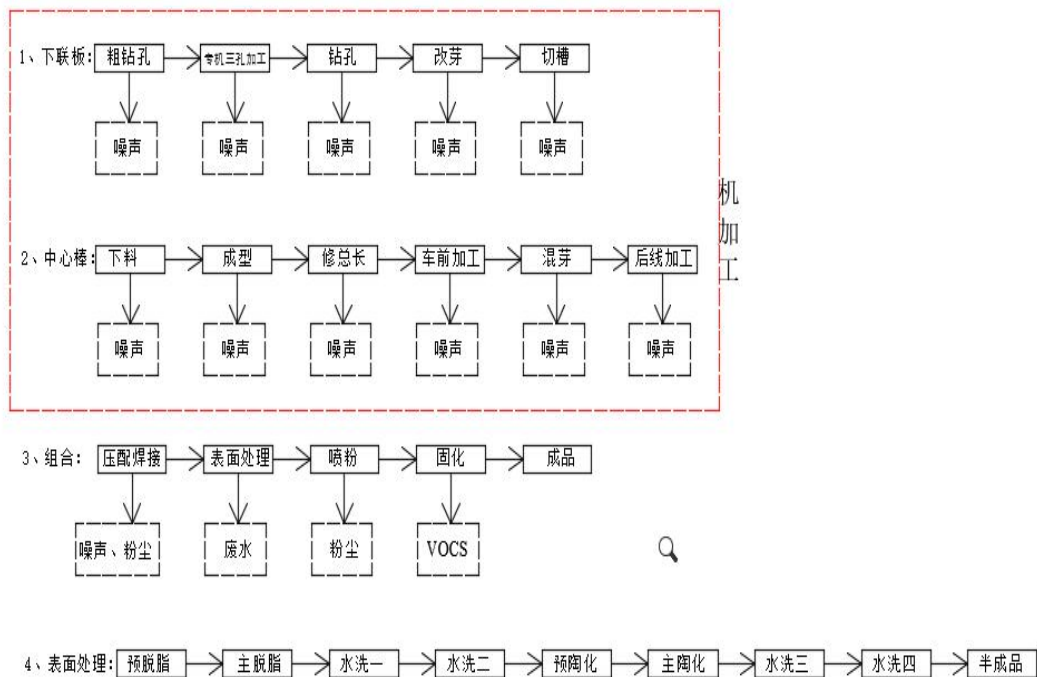 1、下联板: 粗钻孔 专机三孔加工 钻孔 改芽 切槽
噪声 噪声 噪声 噪声 噪声
机加工
2、中心棒: 下料 成型 修总长 车前加工 混芽 后线加工
噪声 噪声 噪声 噪声 噪声 噪声
3、组合: 压配焊接 表面处理 喷粉 固化 成品
噪声、粉尘 废水 粉尘 VOCS
4、表面处理: 预脱脂 主脱脂 水洗一 水洗二 预陶化 主陶化 水洗三 水洗四 半成品